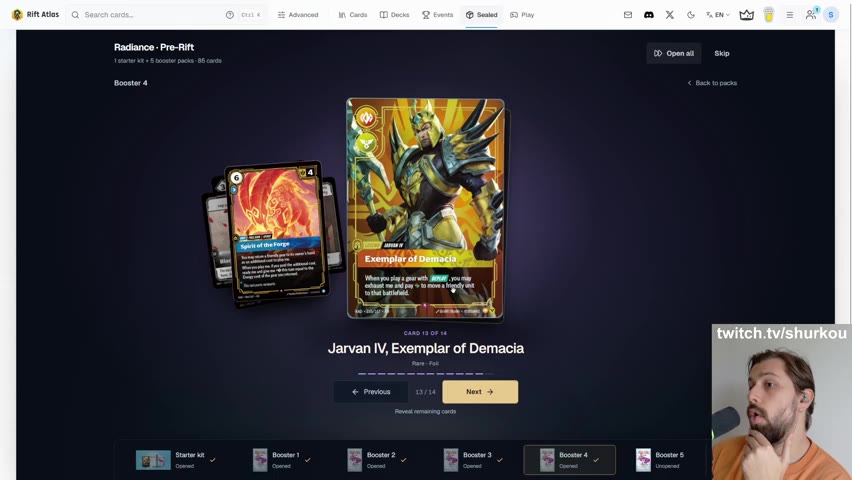 Rift Atlas
Search cards...
Ctrl K
Advanced
Cards
Decks
Events
Sealed
Play
EN
1
S
Radiance · Pre-Rift
1 starter kit + 5 booster packs · 85 cards
Open all
Skip
Booster 4
Back to packs
6
4
Spirit of the Forge
JARVAN IV
Exemplar of Demacia
When you play a gear with DEPLOY, you may
exhaust me and pay to move a friendly unit
to that battlefield.
CARD 13 OF 14
Jarvan IV, Exemplar of Demacia
Rare · Foil
Previous
13 / 14
Next
Reveal remaining cards
twitch.tv/shurkou
Starter kit
Opened
Booster 1
Opened
Booster 2
Opened
Booster 3
Opened
Booster 4
Opened
Booster 5
Unopened